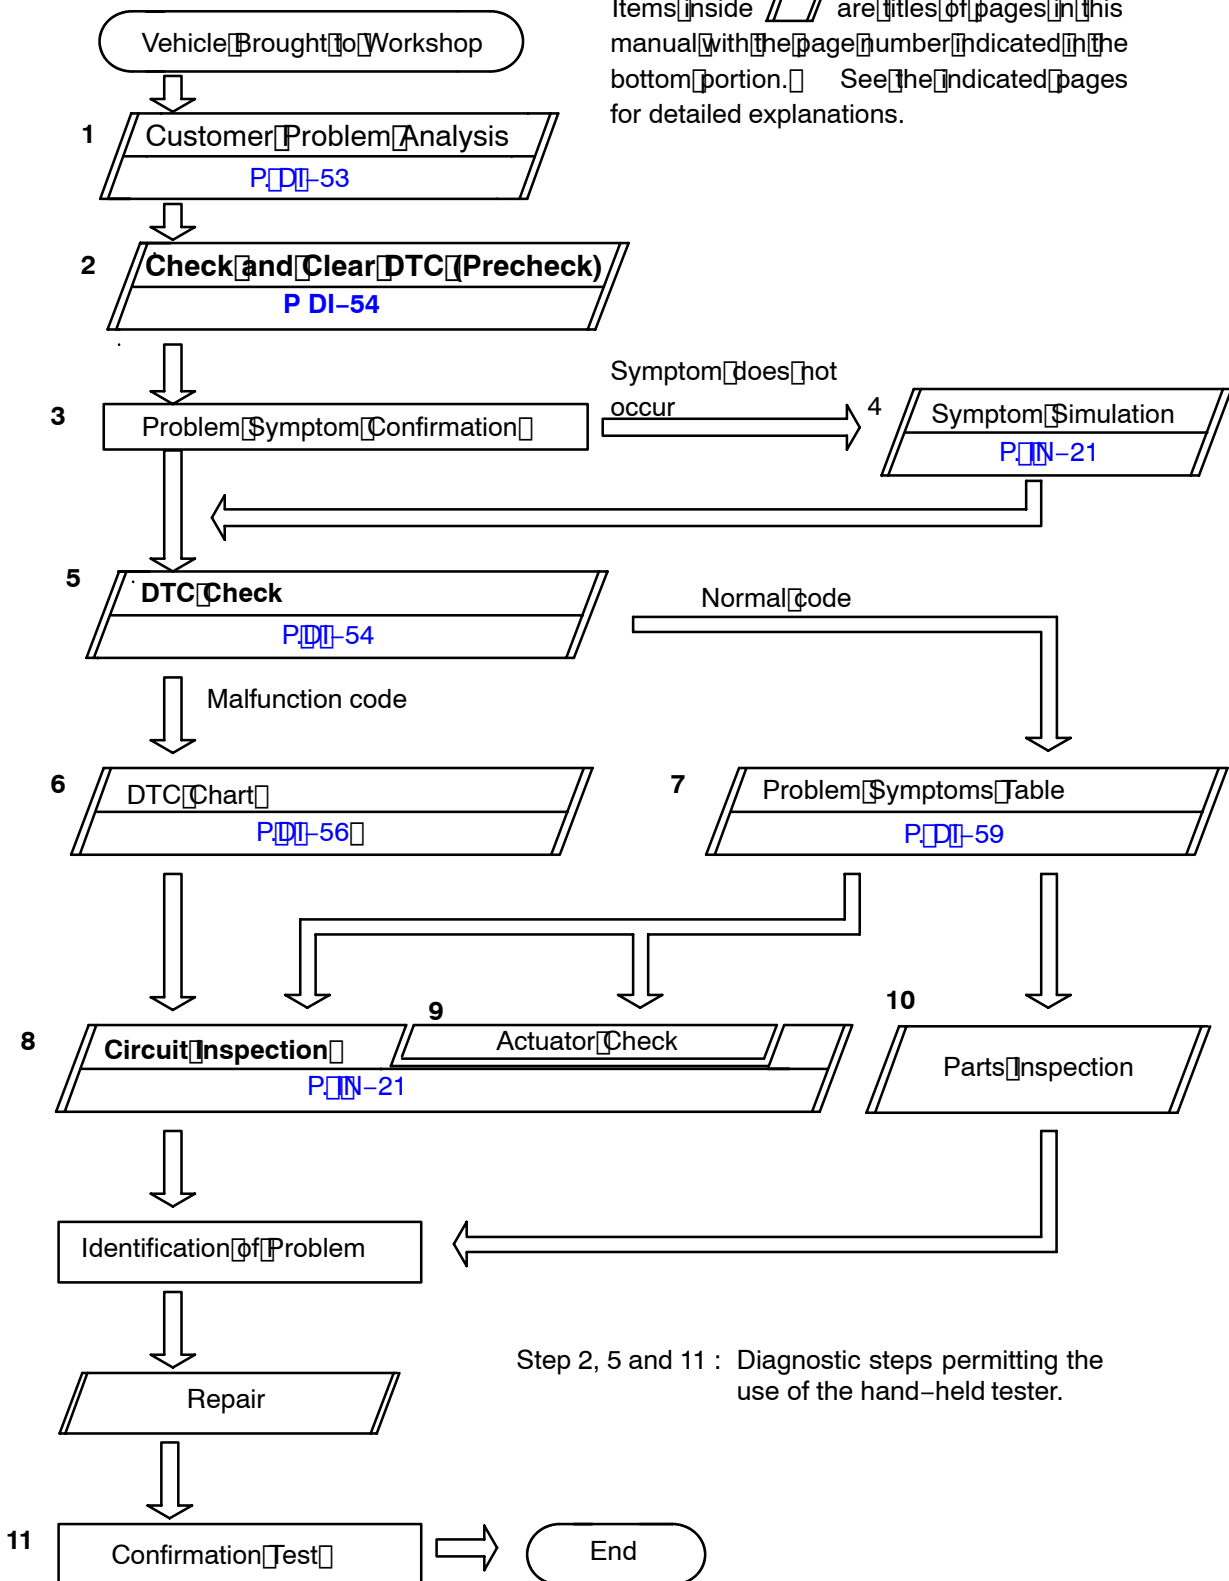 Items inside are titles of pages in this
manual with the page number indicated in the
bottom portion. See the indicated pages
for detailed explanations.
Vehicle Brought to Workshop
1
Customer Problem Analysis
P. DI–53
2
Check and Clear DTC (Precheck)
P DI–54
3
Problem Symptom Confirmation
Symptom does not
occur
4
Symptom Simulation
P. IN–21
5
DTC Check
P. DI–54
Normal code
Malfunction code
6
DTC Chart
P. DI–56
7
Problem Symptoms Table
P. DI–59
8
Circuit Inspection
P. IN–21
9
Actuator Check
10
Parts Inspection
Identification of Problem
Step 2, 5 and 11 : Diagnostic steps permitting the
use of the hand–held tester.
Repair
11
Confirmation Test
End